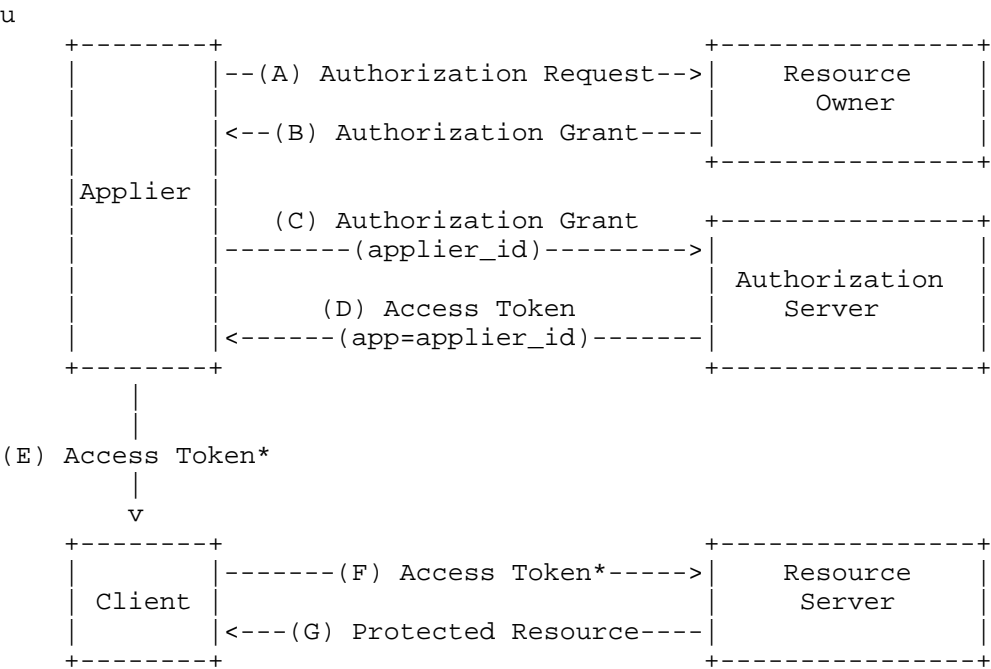 u
+--------+                               +----------------+
|        |--(A) Authorization Request-->|    Resource    |
|        |                               |      Owner     |
|        |<--(B) Authorization Grant----|                |
|        |                               +----------------+
|Applier |
|        |   (C) Authorization Grant     +----------------+
|        |--------(applier_id)--------->|                |
|        |                               | Authorization  |
|        |      (D) Access Token         |    Server      |
|        |<------(app=applier_id)-------|                |
+--------+                               +----------------+
|
|
(E) Access Token*
|
v
+--------+                               +----------------+
|        |-------(F) Access Token*----->|    Resource    |
| Client |                               |     Server     |
|        |<---(G) Protected Resource----|                |
+--------+                               +----------------+